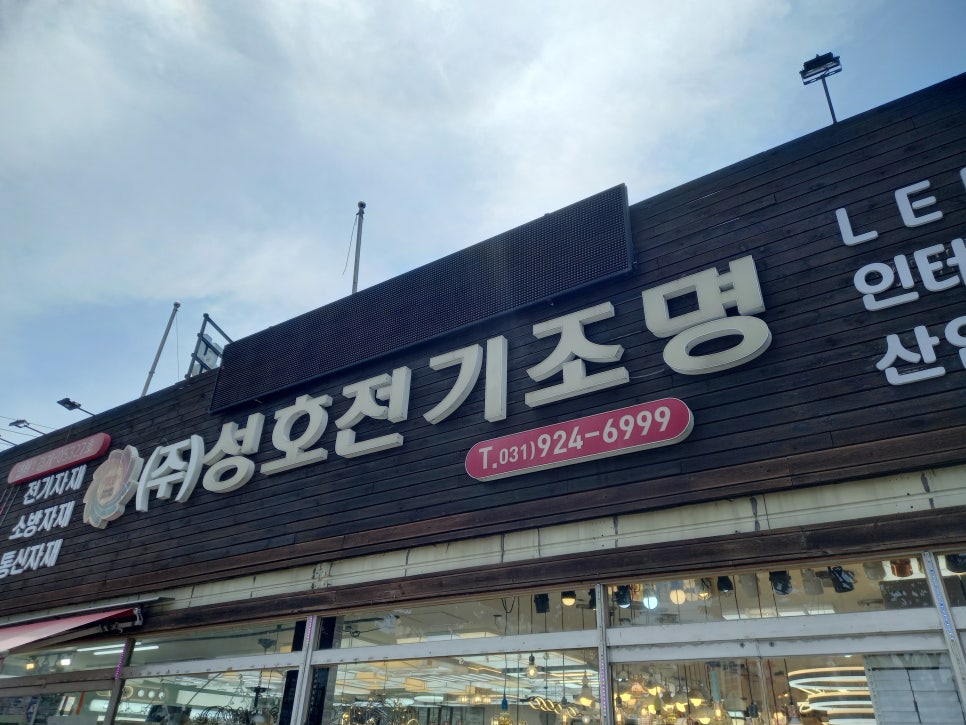 전기자재
소방자재
통신자재
(주)성호전기조명
T.031)924-6999
LE
인터
산업